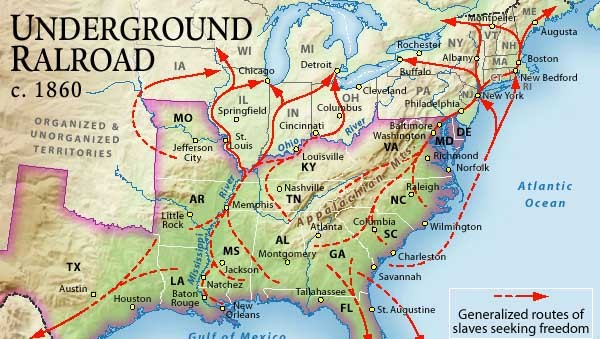 UNDERGROUND
RALROAD
c. 1860
ORGANIZED &
UNORGANIZED
TERRITORIES
IA
WI
MI
IL
IN
OH
PA
NY
VT
NH
ME
MA
RI
NJ
MO
KY
VA
MD
DE
AR
TN
NC
SC
MS
AL
GA
TX
LA
FL
Montpelier
Augusta
Rochester
Albany
Boston
Buffalo
New Bedford
Detroit
Chicago
Cleveland
New York
Philadelphia
Springfield
Columbus
Baltimore
Cincinnati
Washington
St.
Louis
Ohio
River
Jefferson
City
Louisville
Richmond
Norfolk
Appalachian Mts.
Nashville
Raleigh
River
Mississippi
Memphis
Little
Rock
Columbia
Wilmington
Atlanta
Charleston
Montgomery
Jackson
Savannah
Natchez
Austin
Houston
Baton
Rouge
New
Orleans
Tallahassee
St. Augustine
Atlantic
Ocean
Gulf of Mexico
Generalized routes of
slaves seeking freedom